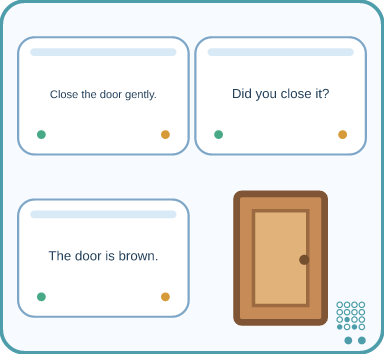 Close the door gently.
Did you close it?
The door is brown.